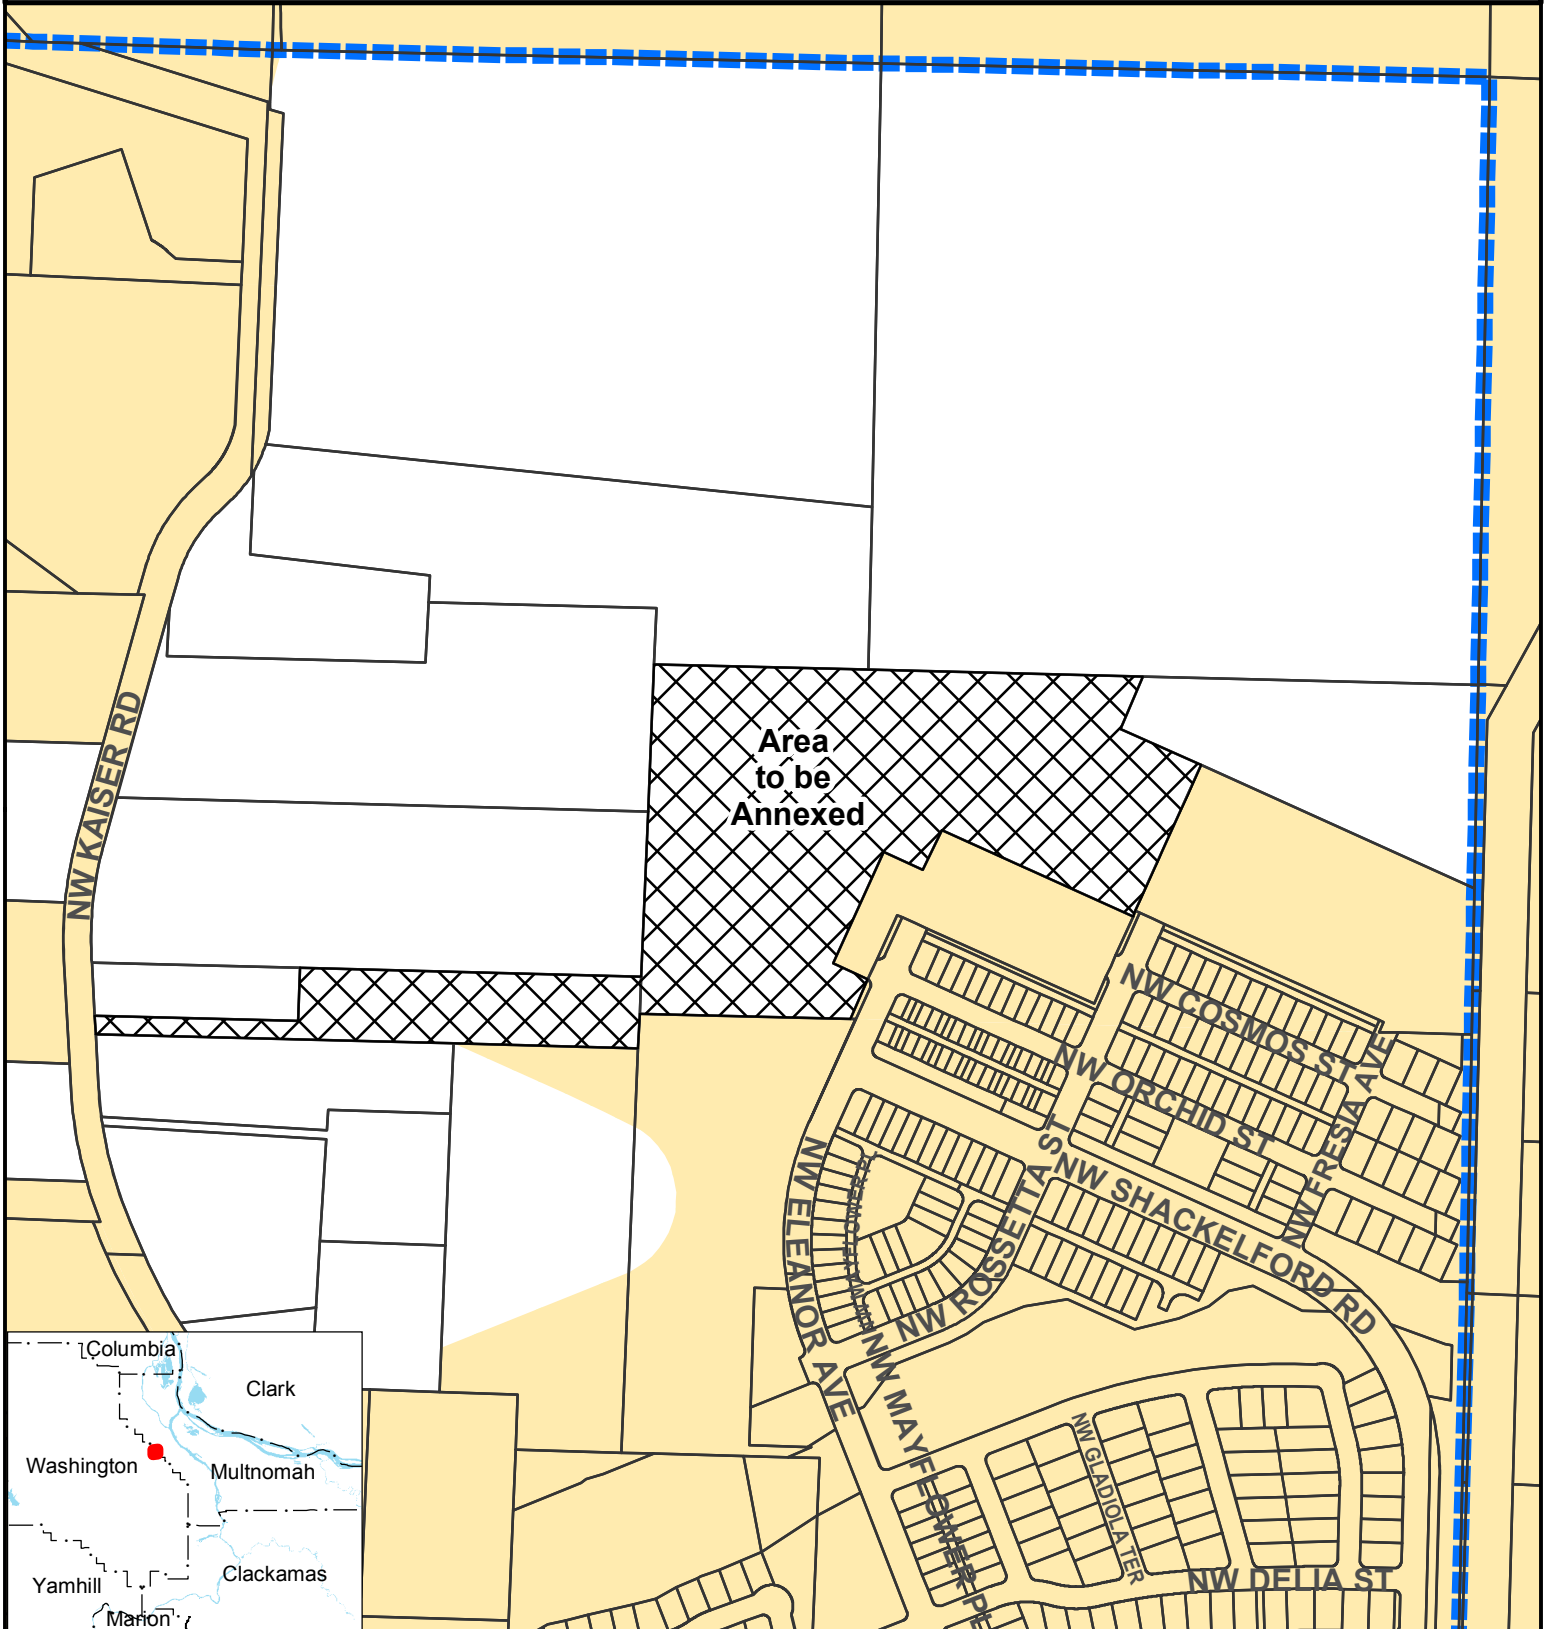 Area
to be
Annexed
NW KAISER RD
NW COSMOS ST
NW ORCHID ST
NW FRESIA AVE
NW SHACKELFORD RD
NW ROSSETTA ST
NW ELEANOR AVE
NW MAYFLOWER PL
NW GLADIOLA TER
NW DELIA ST
Columbia
Clark
Washington
Multnomah
Yamhill
Clackamas
Marion